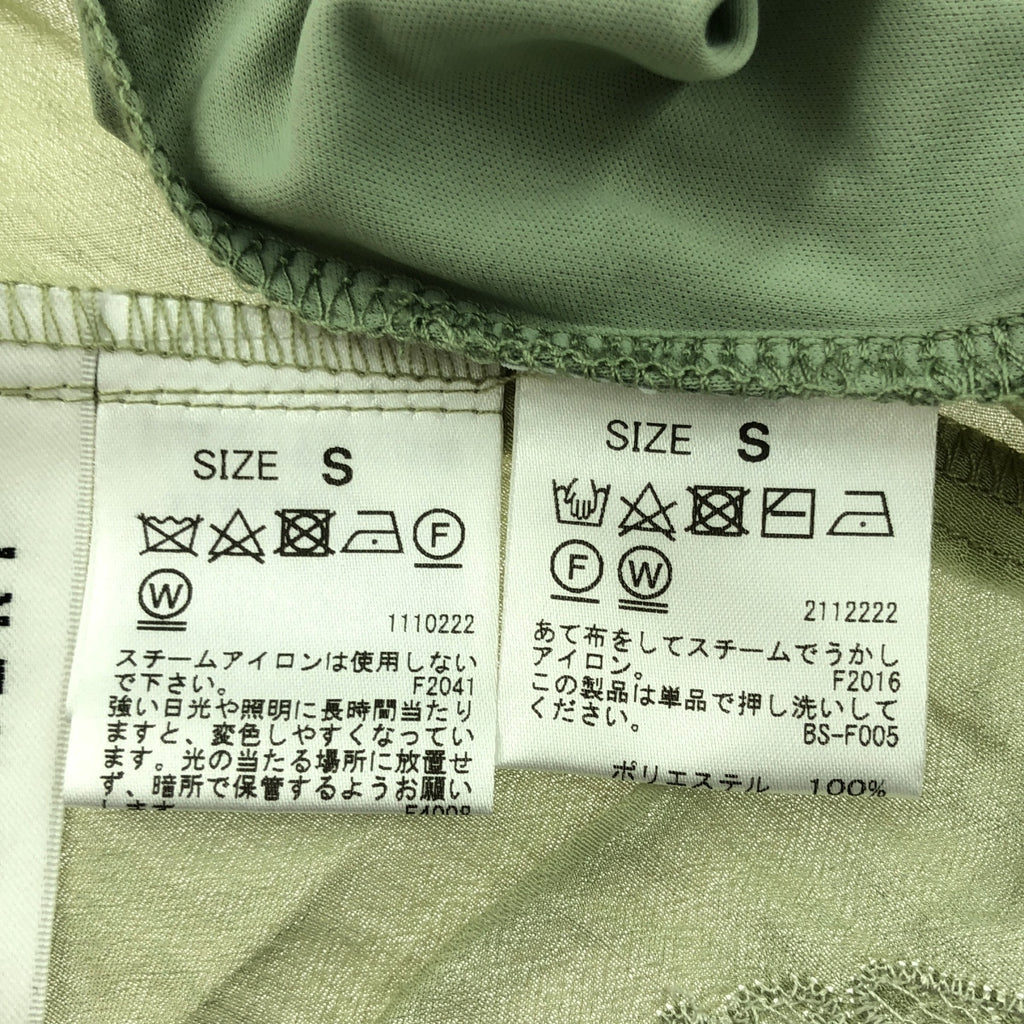 SIZE S
F
W
1110222
スチームアイロンは使用しない
で下さい。 F2041
強い日光や照明に長時間当たり
ますと、変色しやすくなってい
ます。光の当たる場所に放置せ
ず、暗所で保管するようお願い
します。 F4008
SIZE S
F W
2112222
あて布をしてスチームでうかし
アイロン。 F2016
この製品は単品で押し洗いして
ください。 BS-F005
ポリエステル 100%